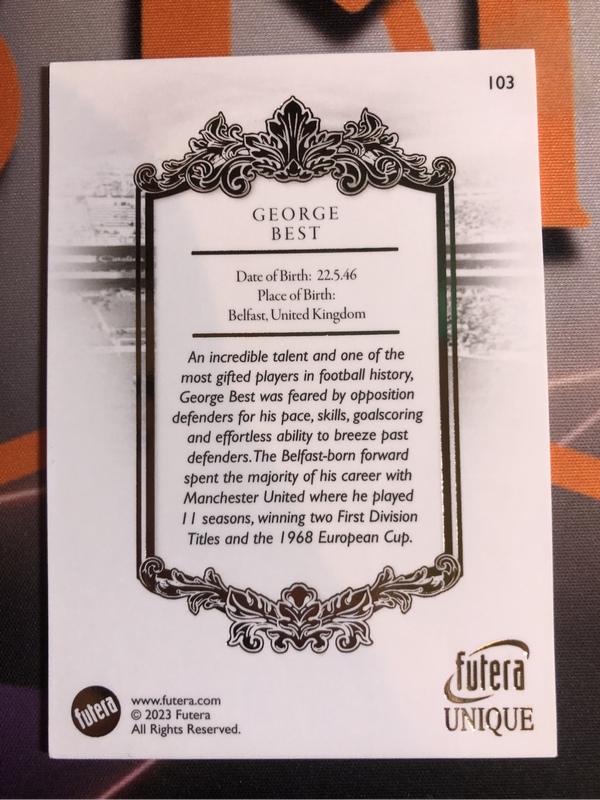 103
GEORGE
BEST
Date of Birth: 22.5.46
Place of Birth:
Belfast, United Kingdom
An incredible talent and one of the
most gifted players in football history,
George Best was feared by opposition
defenders for his pace, skills, goalscoring
and effortless ability to breeze past
defenders.The Belfast-born forward
spent the majority of his career with
Manchester United where he played
11 seasons, winning two First Division
Titles and the 1968 European Cup.
futera
UNIQUE
futera
www.futera.com
© 2023 Futera
All Rights Reserved.